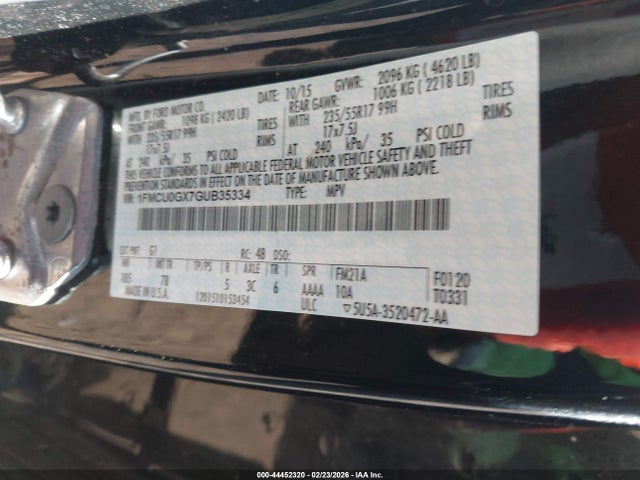 MFD. BY FORD MOTOR CO. DATE: 10/15 GVWR: 2096 KG ( 4620 LB)
FRONT GAWR: 1098 KG ( 2420 LB) REAR GAWR: 1006 KG ( 2218 LB)
235/55R17 99H TIRES WITH 235/55R17 99H TIRES
17x7.5J RIMS 17x7.5J RIMS
AT 240 kPa/ 35 PSI COLD AT 240 kPa/ 35 PSI COLD
THIS VEHICLE CONFORMS TO ALL APPLICABLE FEDERAL MOTOR VEHICLE SAFETY AND THEFT
PREVENTION STANDARDS IN EFFECT ON THE DATE OF MANUFACTURE SHOWN ABOVE.
1FMCU0GX7GUB35334 TYPE: MPV
EXT PNT: G1 RC: 48 DSO:
WB INT TR TP/PS R AXLE TR SPR FM21A F0120
105 5 3C 6 AAAA 10A T0331
MADE IN U.S.A. 1201510153454 ULC 5U5A-3520472-AA
000-44452320 | 02/23/2026 - IAA Inc.